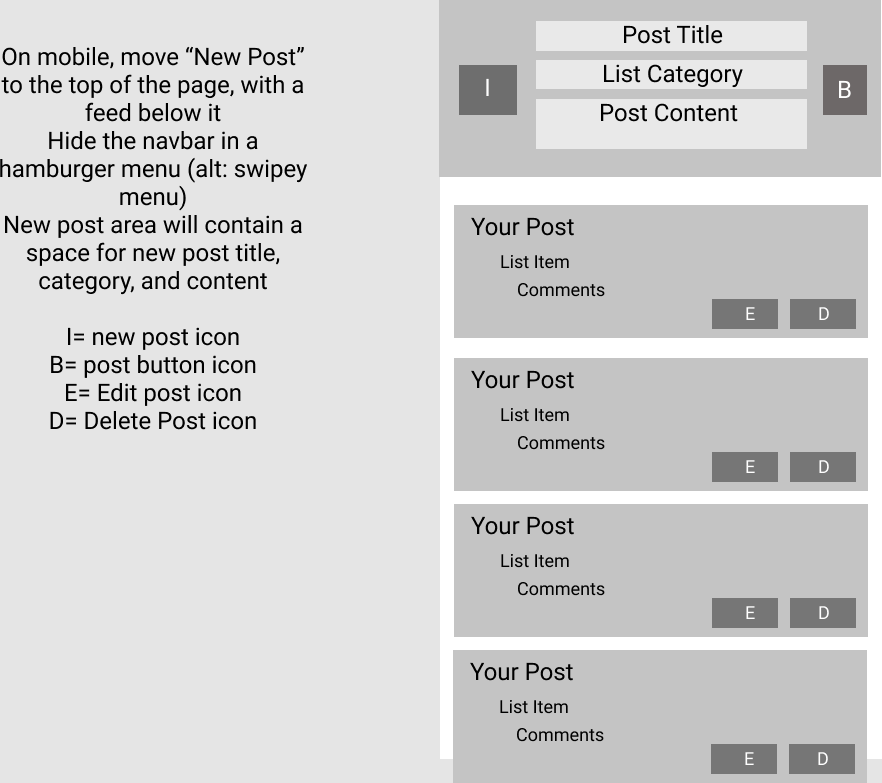 On mobile, move “New Post”
to the top of the page, with a
feed below it
Hide the navbar in a
hamburger menu (alt: swipey
menu)
New post area will contain a
space for new post title,
category, and content
I= new post icon
B= post button icon
E= Edit post icon
D= Delete Post icon
Post Title
List Category
Post Content
I
B
Your Post
List Item
Comments
E D
Your Post
List Item
Comments
E D
Your Post
List Item
Comments
E D
Your Post
List Item
Comments
E D